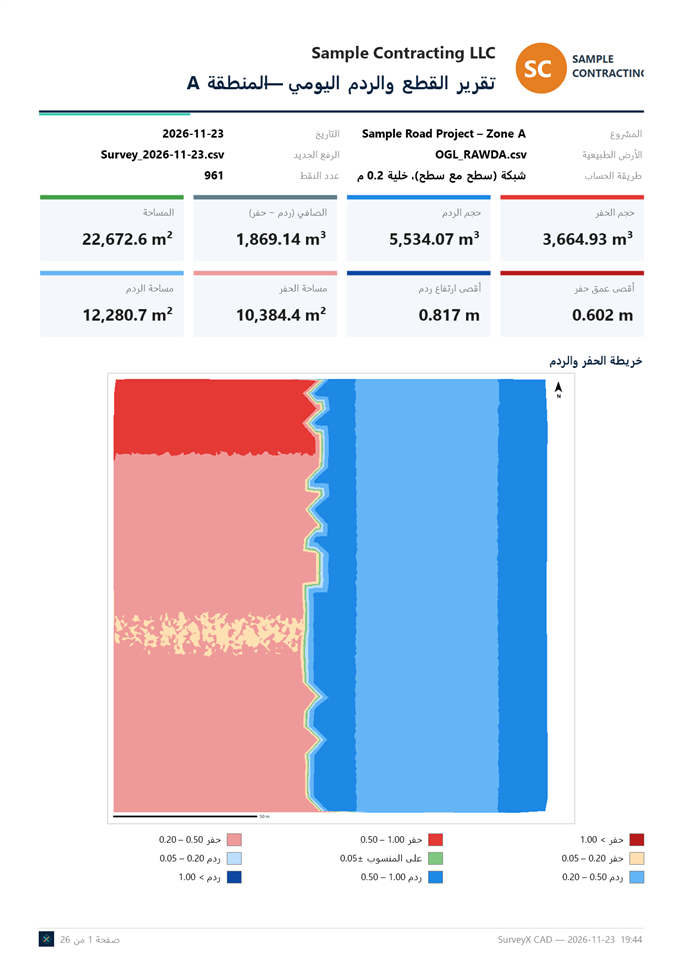 SC
SAMPLE
CONTRACTING
Sample Contracting LLC
تقرير القطع والردم اليومي — المنطقة A
المشروع Sample Road Project – Zone A التاريخ 2026-11-23
الأرض الطبيعية OGL_RAWDA.csv الرفع الجديد Survey_2026-11-23.csv
طريقة الحساب شبكة (سطح مع سطح)، خلية 0.2 م عدد النقط 961
حجم الحفر حجم الردم الصافي (ردم − حفر) المساحة
3,664.93 m³ 5,534.07 m³ 1,869.14 m³ 22,672.6 m²
أقصى عمق حفر أقصى ارتفاع ردم مساحة الحفر مساحة الردم
0.602 m 0.817 m 10,384.4 m² 12,280.7 m²
خريطة الحفر والردم
N
50 m
حفر > 1.00 حفر 0.50 – 1.00 حفر 0.20 – 0.50
حفر 0.05 – 0.20 على المنسوب ±0.05 ردم 0.05 – 0.20
ردم 0.20 – 0.50 ردم 0.50 – 1.00 ردم > 1.00
SurveyX CAD — 2026-11-23 19:44
صفحة 1 من 26